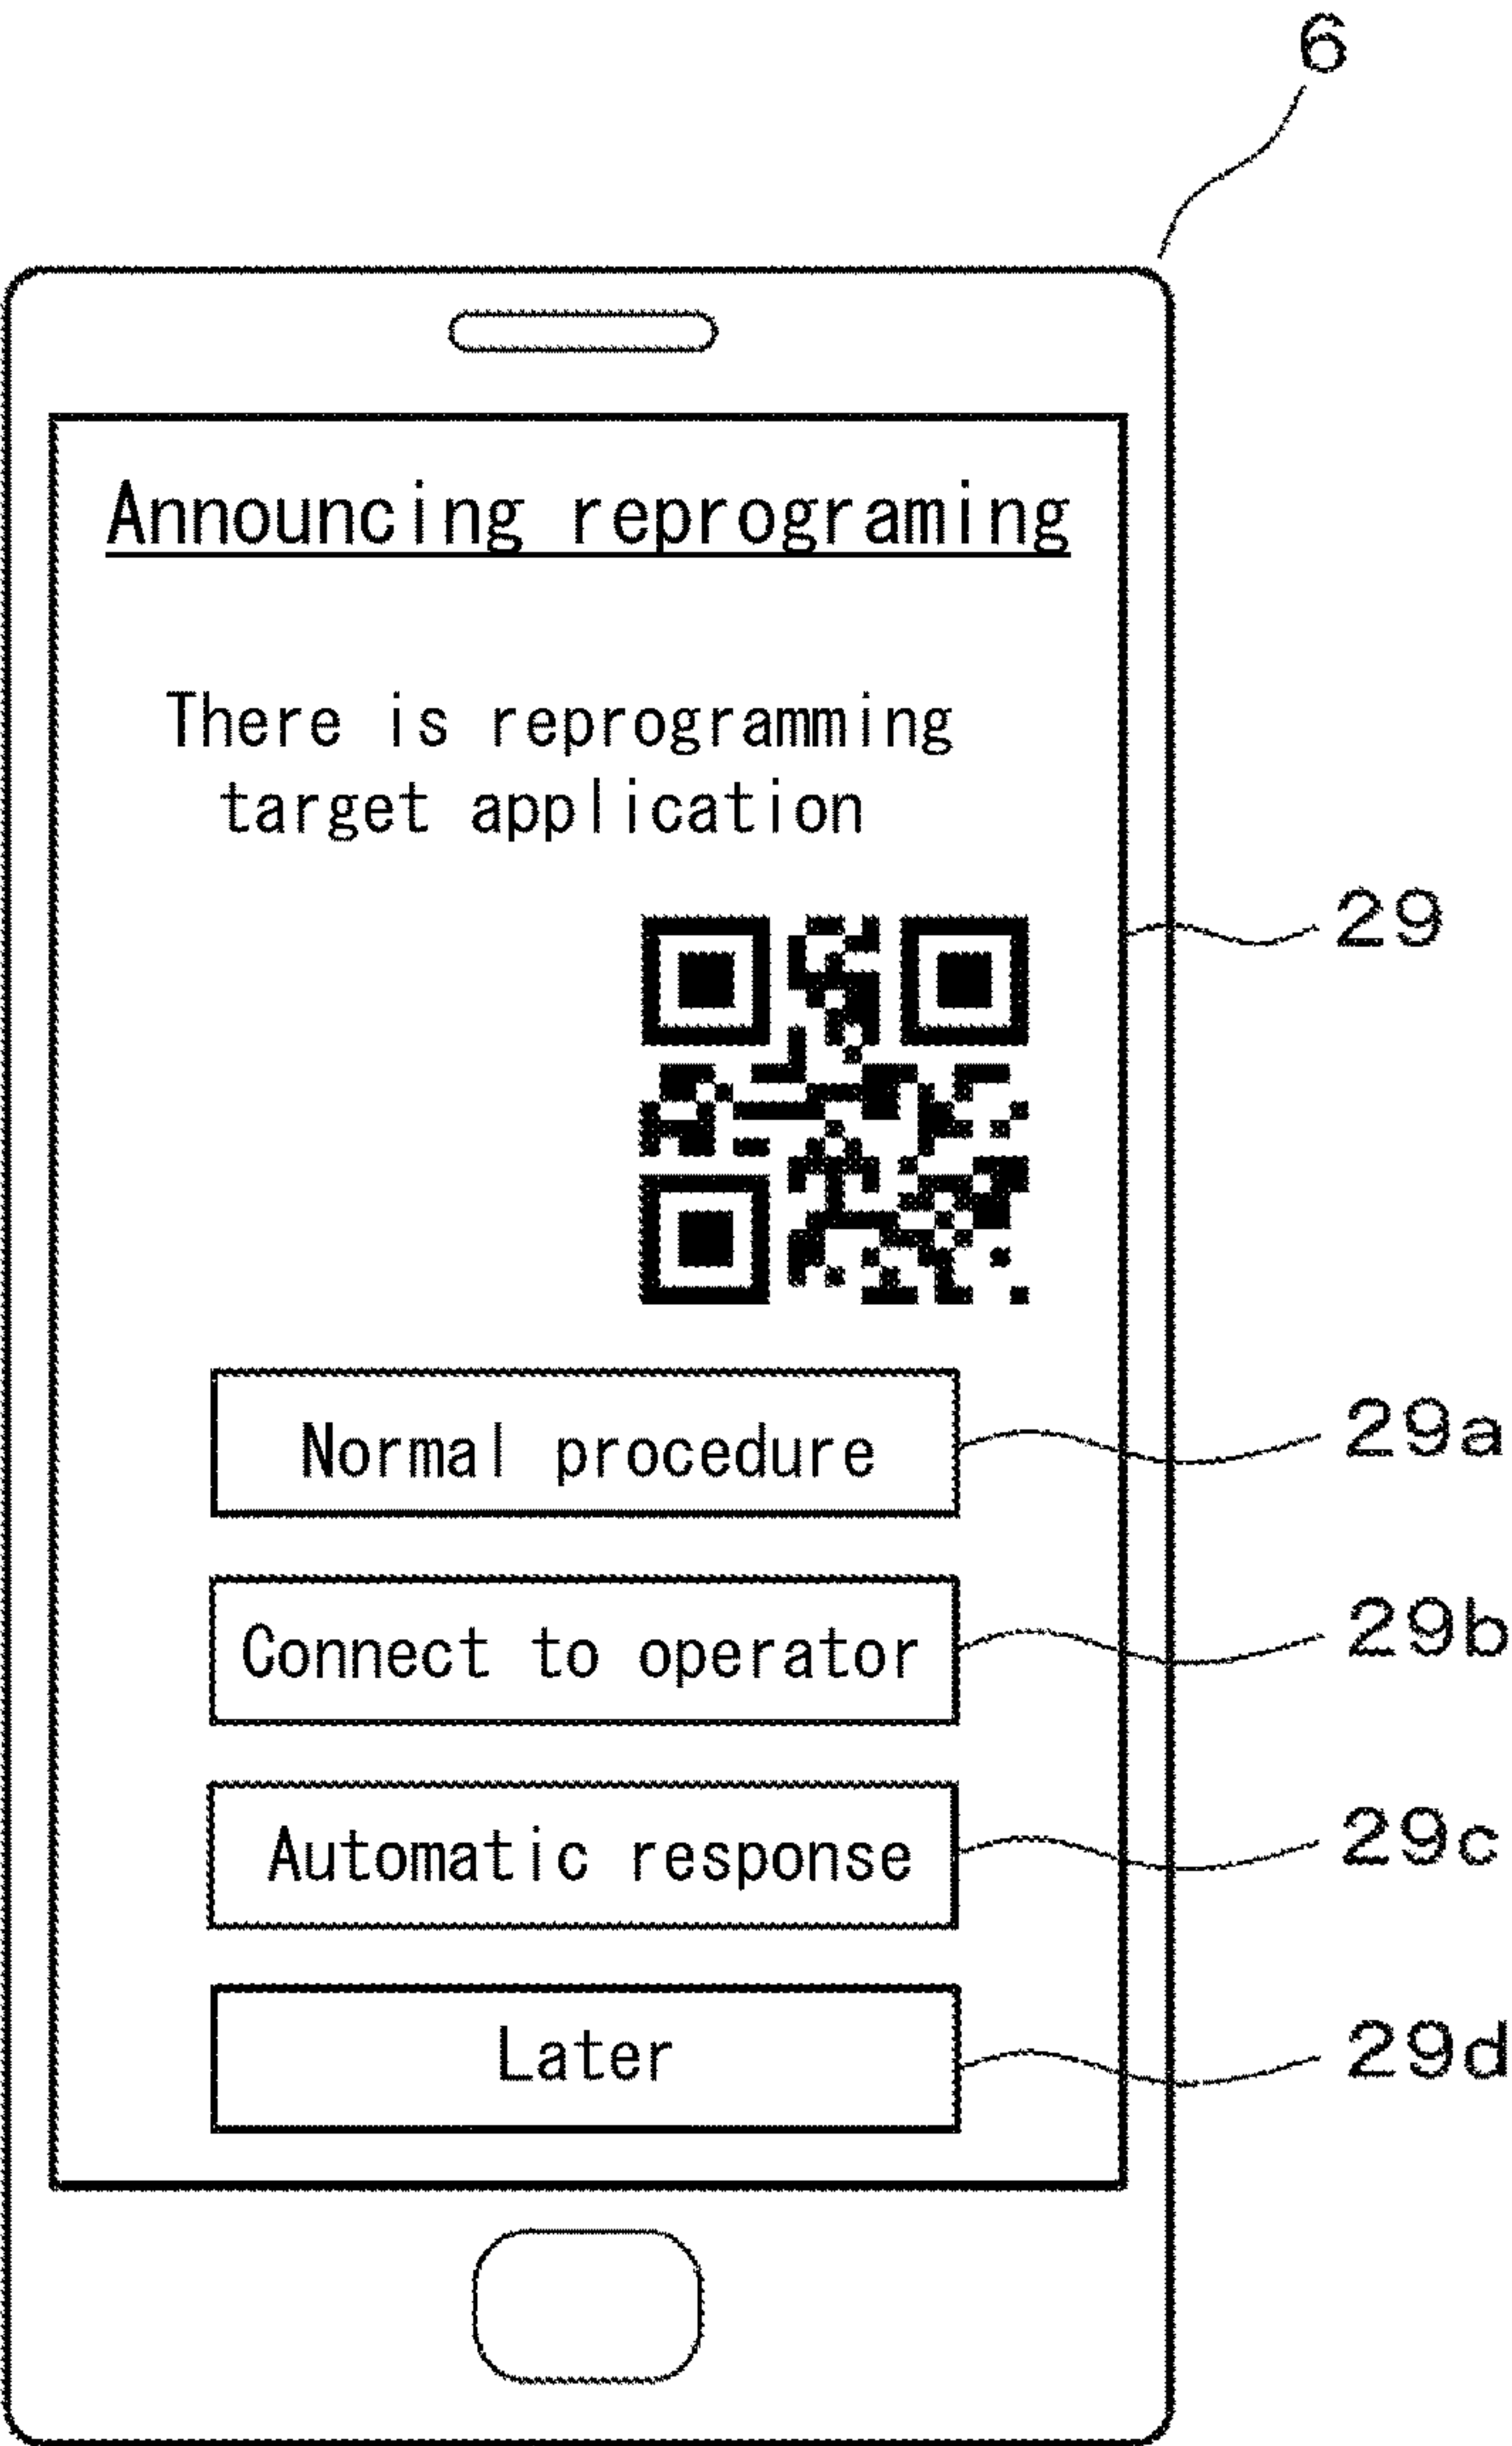 6
Announcing reprograming
There is reprogramming
target application
29
Normal procedure
29a
Connect to operator
29b
Automatic response
29c
Later
29d